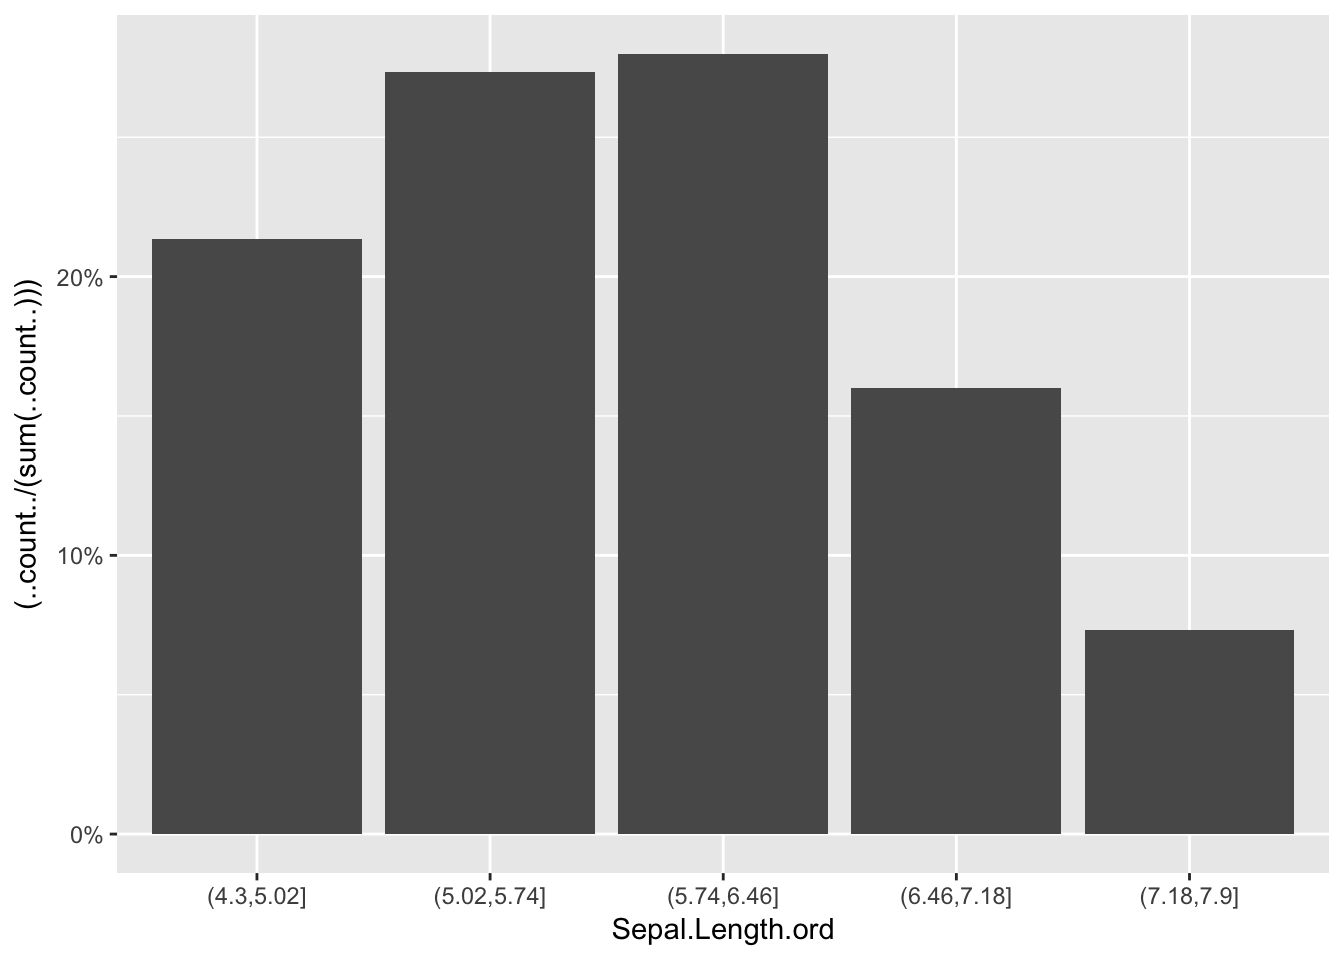 (..count../(sum(..count..)))
20%
10%
0%
(4.3,5.02] (5.02,5.74] (5.74,6.46] (6.46,7.18] (7.18,7.9]
Sepal.Length.ord